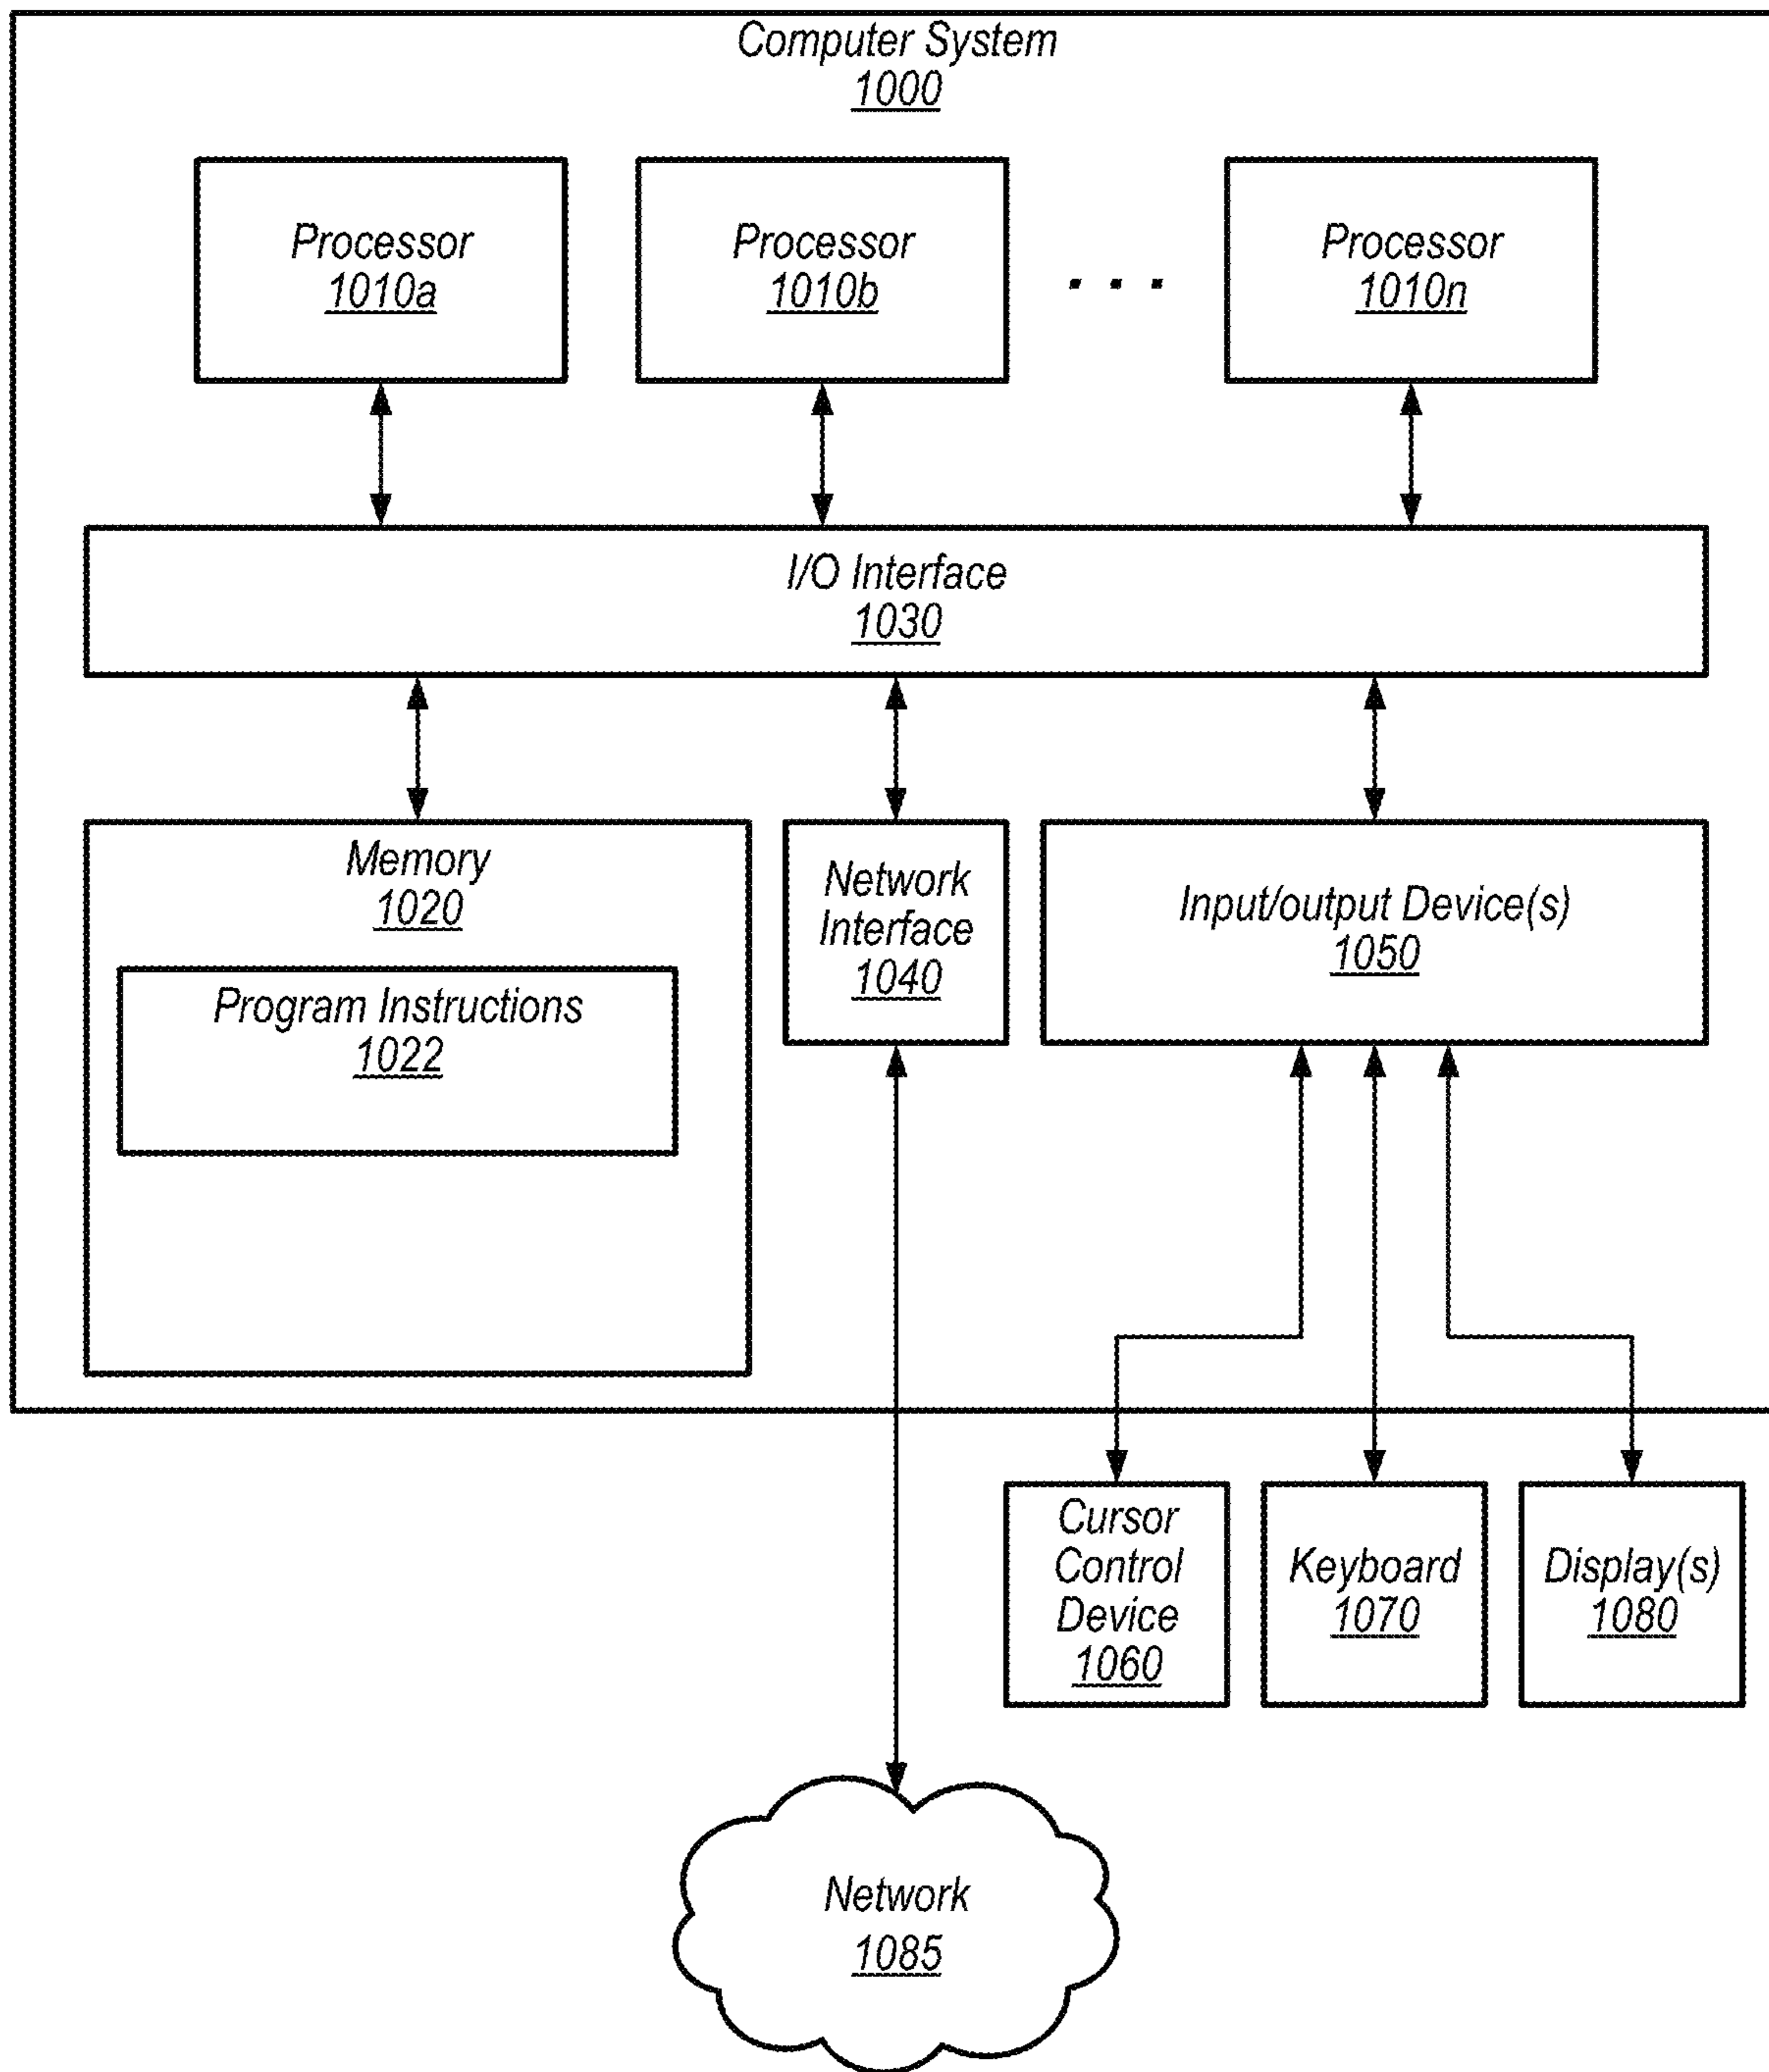 Computer System
1000
Processor
1010a
Processor
1010b
. . .
Processor
1010n
I/O Interface
1030
Memory
1020
Program Instructions
1022
Network
Interface
1040
Input/output Device(s)
1050
Cursor
Control
Device
1060
Keyboard
1070
Display(s)
1080
Network
1085